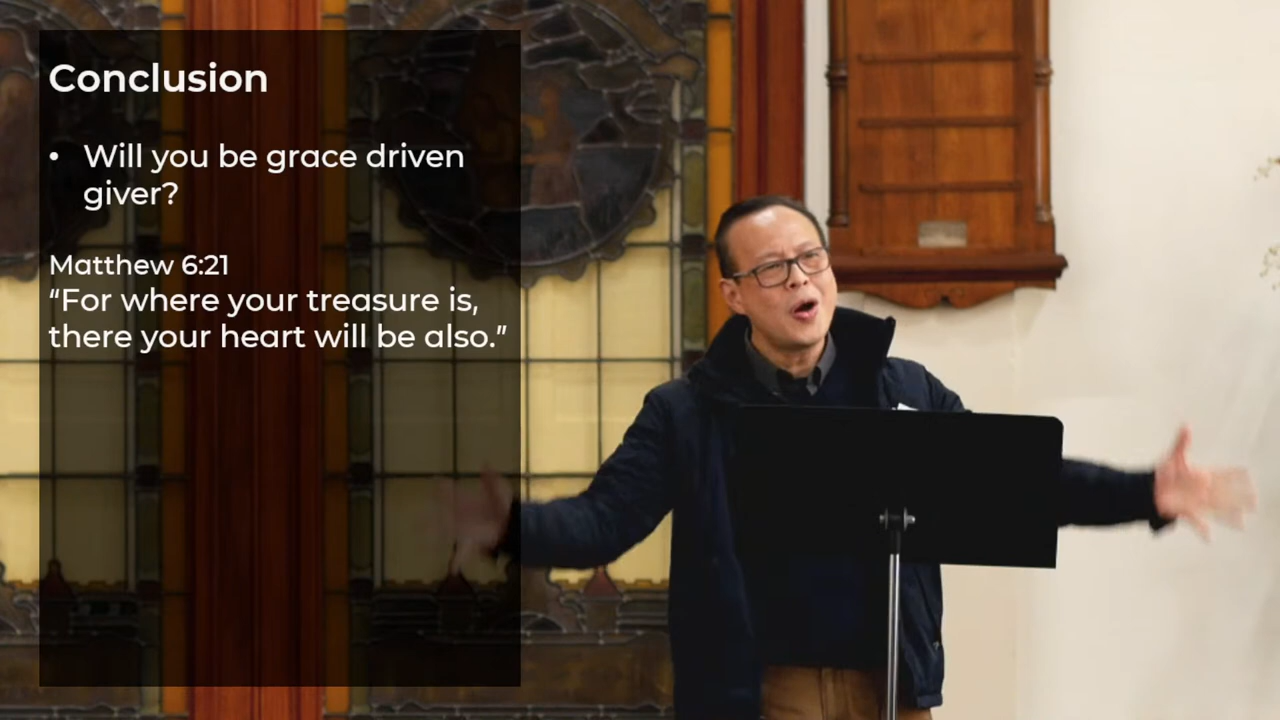 Conclusion
• Will you be grace driven
giver?
Matthew 6:21
“For where your treasure is,
there your heart will be also.”